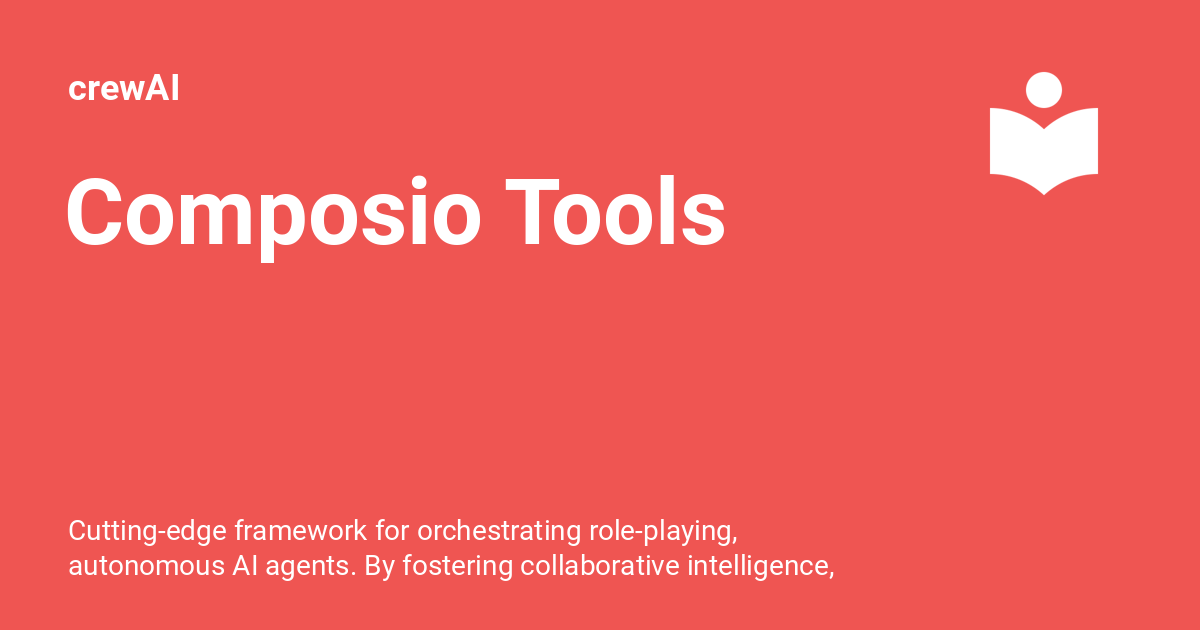 crewAI
Composio Tools
Cutting-edge framework for orchestrating role-playing,
autonomous AI agents. By fostering collaborative intelligence,